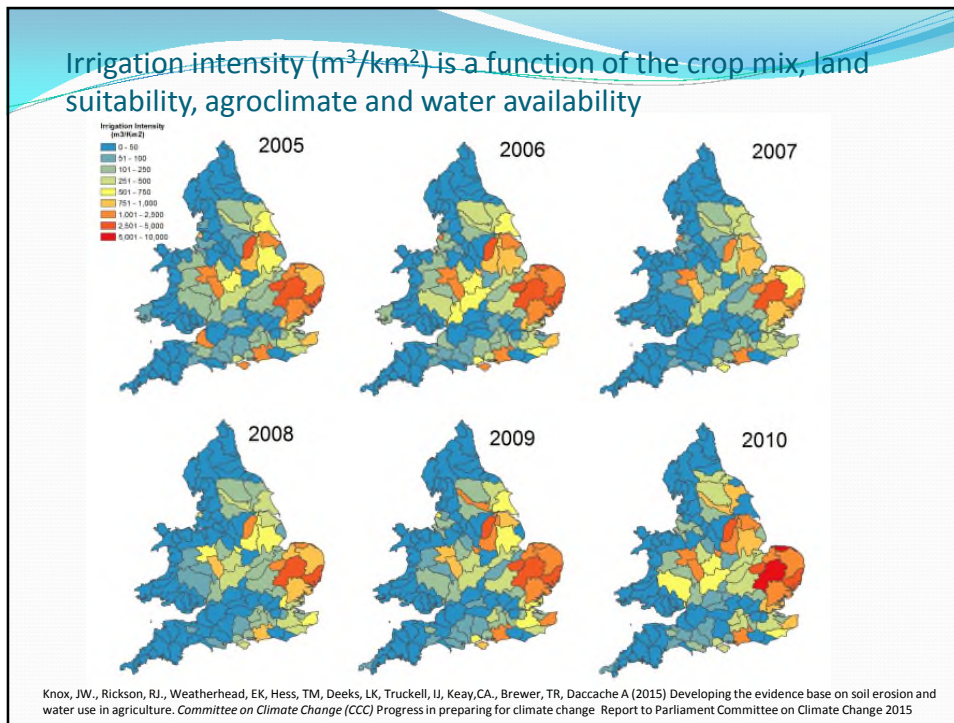 Irrigation intensity (m³/km²) is a function of the crop mix, land
suitability, agroclimate and water availability
Irrigation Intensity
(m3/Km2)
0 - 50
51 - 100
101 - 250
251 - 500
501 - 750
751 - 1,000
1,001 - 2,500
2,501 - 5,000
5,001 - 10,000
2005
2006
2007
2008
2009
2010
Knox, JW., Rickson, RJ., Weatherhead, EK, Hess, TM, Deeks, LK, Truckell, IJ, Keay,CA., Brewer, TR, Daccache A (2015) Developing the evidence base on soil erosion and
water use in agriculture. Committee on Climate Change (CCC) Progress in preparing for climate change Report to Parliament Committee on Climate Change 2015